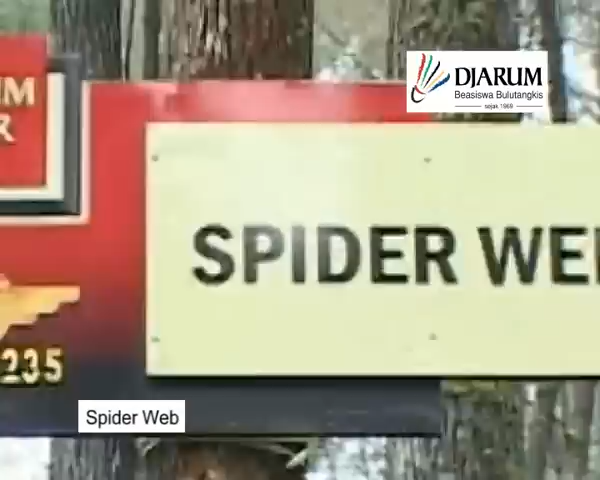 DJARUM
Beasiswa Bulutangkis
sejak 1969
SPIDER WE
235
Spider Web